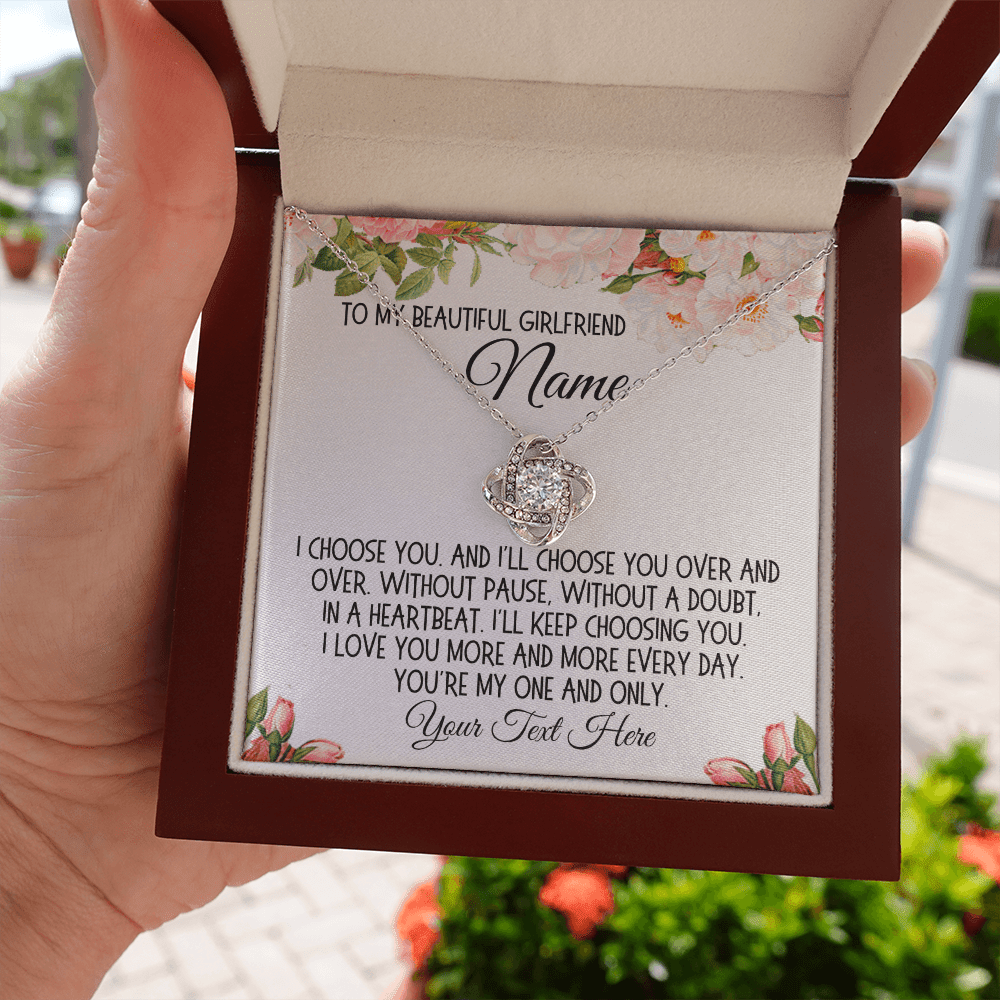 TO MY BEAUTIFUL GIRLFRIEND
Name
I CHOOSE YOU. AND I'LL CHOOSE YOU OVER AND
OVER. WITHOUT PAUSE, WITHOUT A DOUBT,
IN A HEARTBEAT. I'LL KEEP CHOOSING YOU.
I LOVE YOU MORE AND MORE EVERY DAY.
YOU'RE MY ONE AND ONLY.
Your Text Here